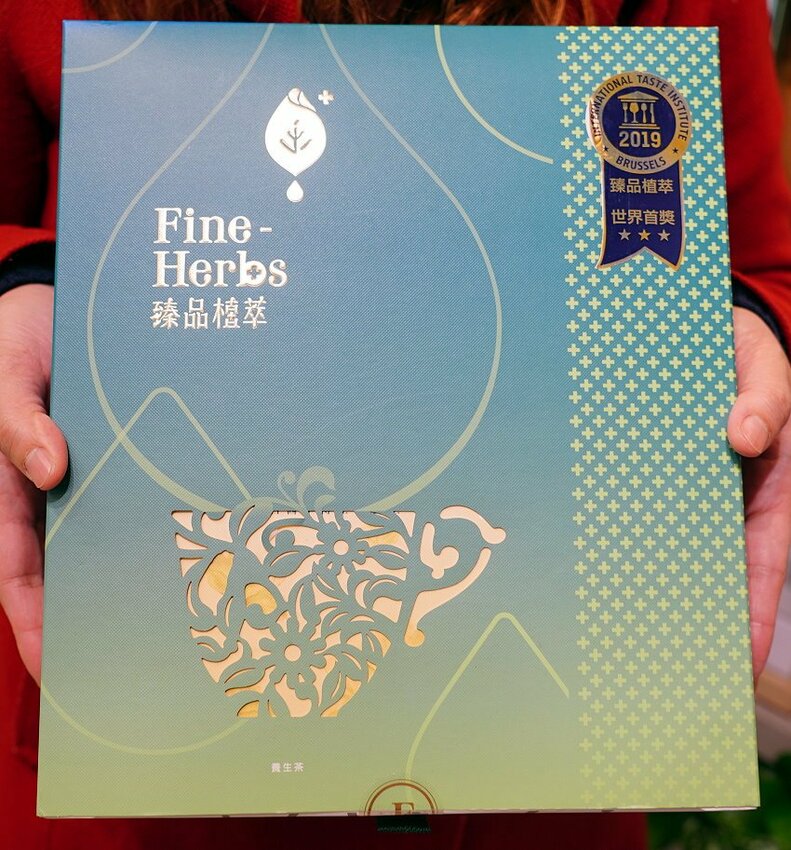 Fine-
Herbs
臻品植萃
INTERNATIONAL TASTE INSTITUTE
2019
BRUSSELS
臻品植萃
世界首獎
養生茶
F